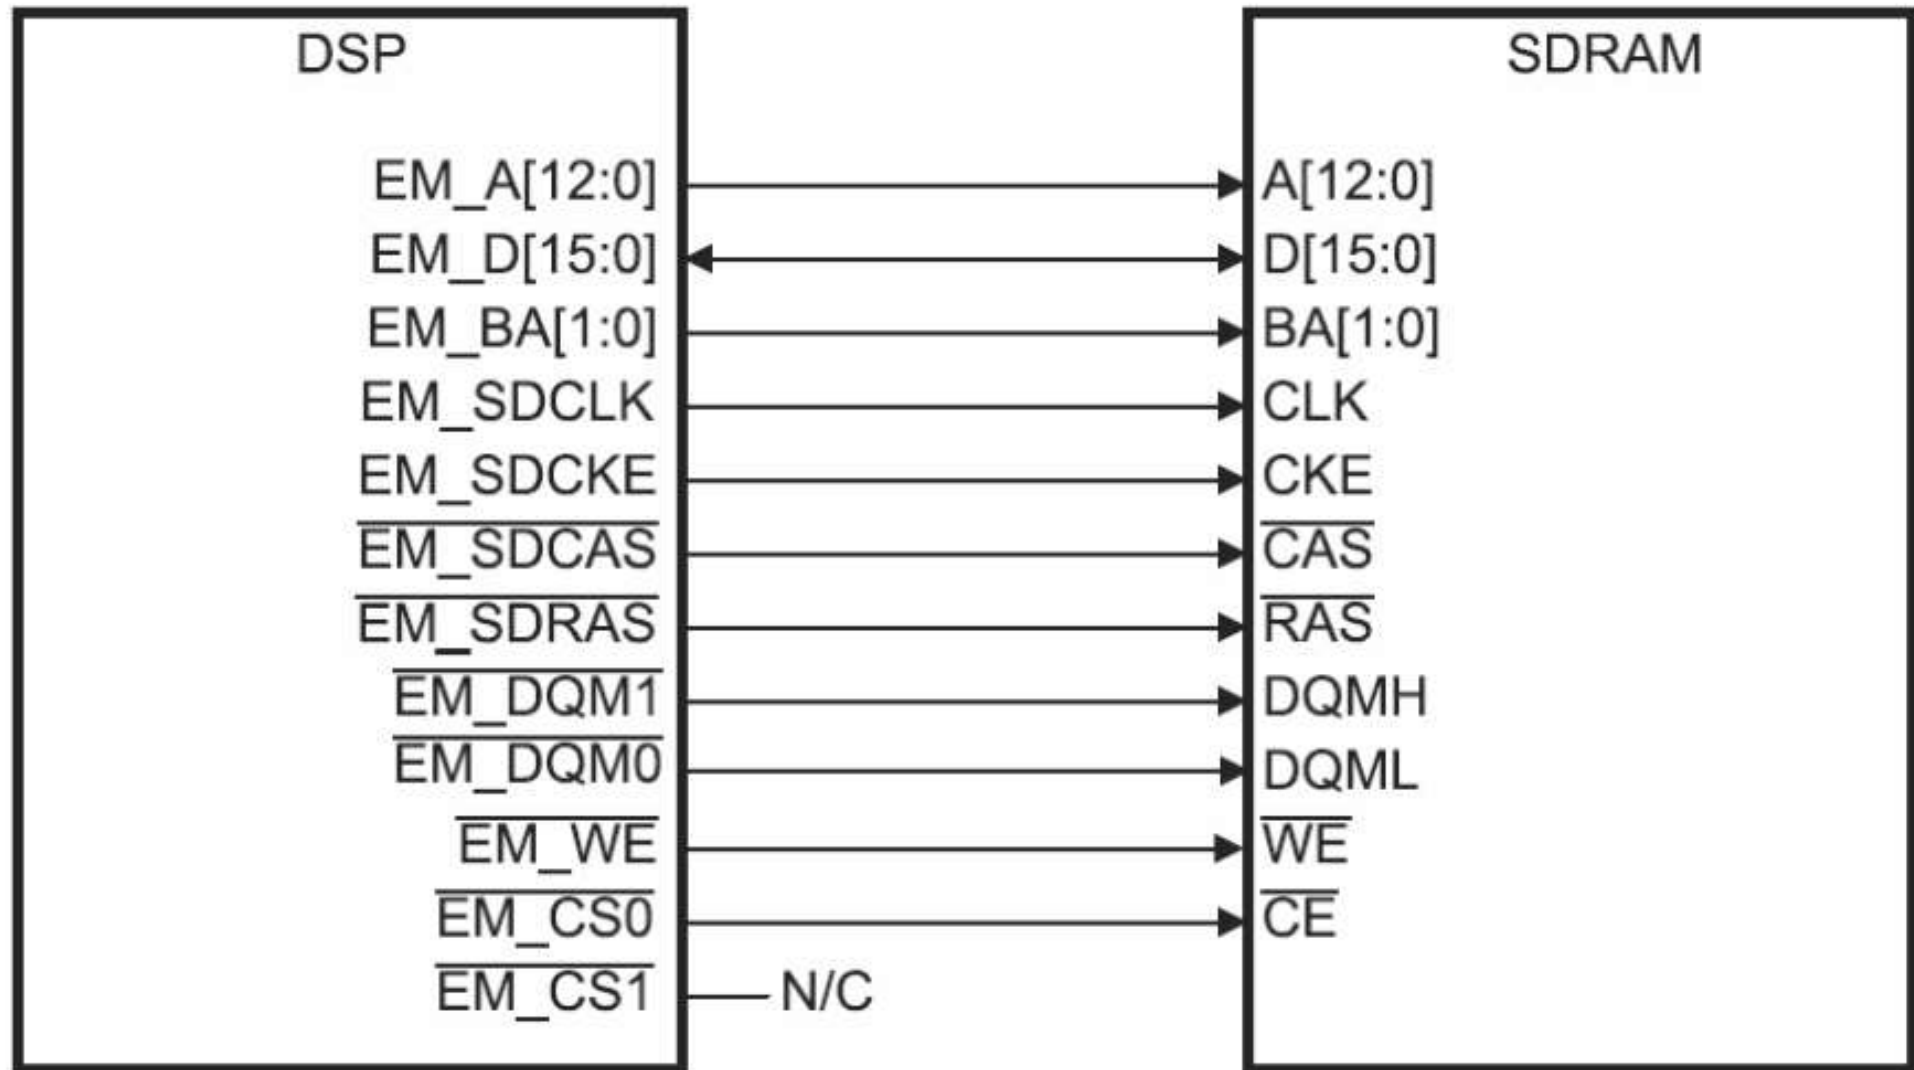 DSP SDRAM
EM_A[12:0] A[12:0]
EM_D[15:0] D[15:0]
EM_BA[1:0] BA[1:0]
EM_SDCLK CLK
EM_SDCKE CKE
EM_SDCAS CAS
EM_SDRAS RAS
EM_DQM1 DQMH
EM_DQM0 DQML
EM_WE WE
EM_CS0 CE
EM_CS1 N/C